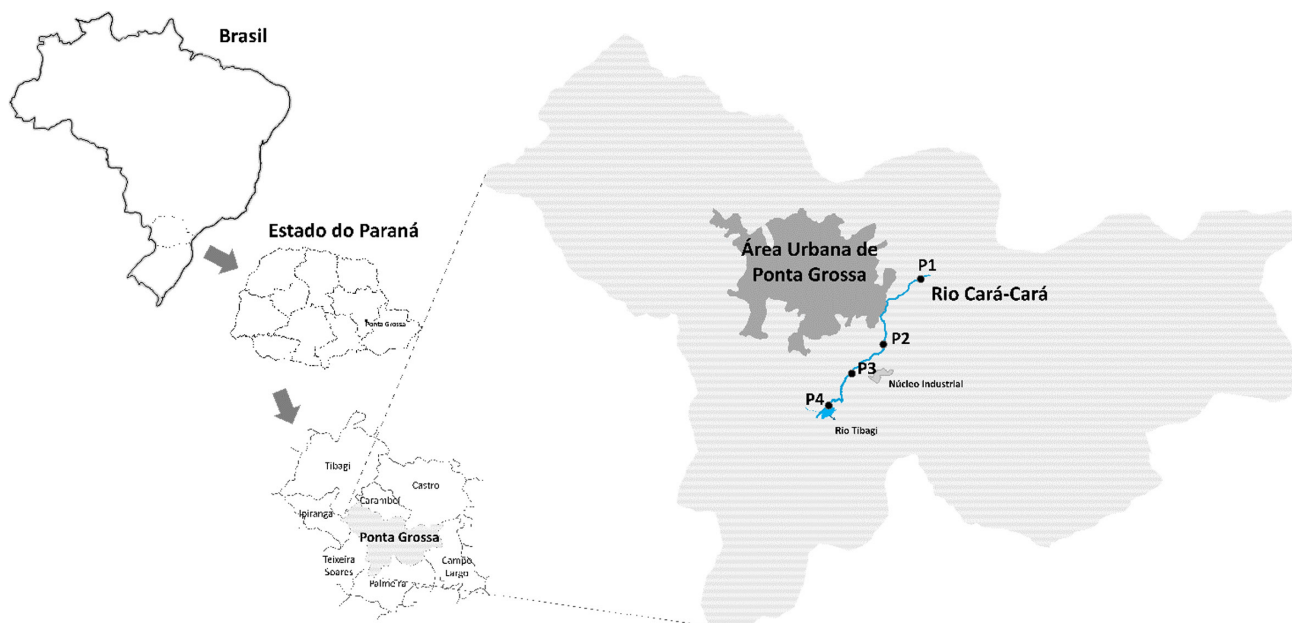 Brasil
Estado do Paraná
Ponta Grossa
Tibagi
Castro
Carambeí
Ipiranga
Ponta Grossa
Teixeira
Soares
Campo
Largo
Palmeira
Área Urbana de
Ponta Grossa
P1
Rio Cará-Cará
P2
P3
Núcleo Industrial
P4
Rio Tibagi